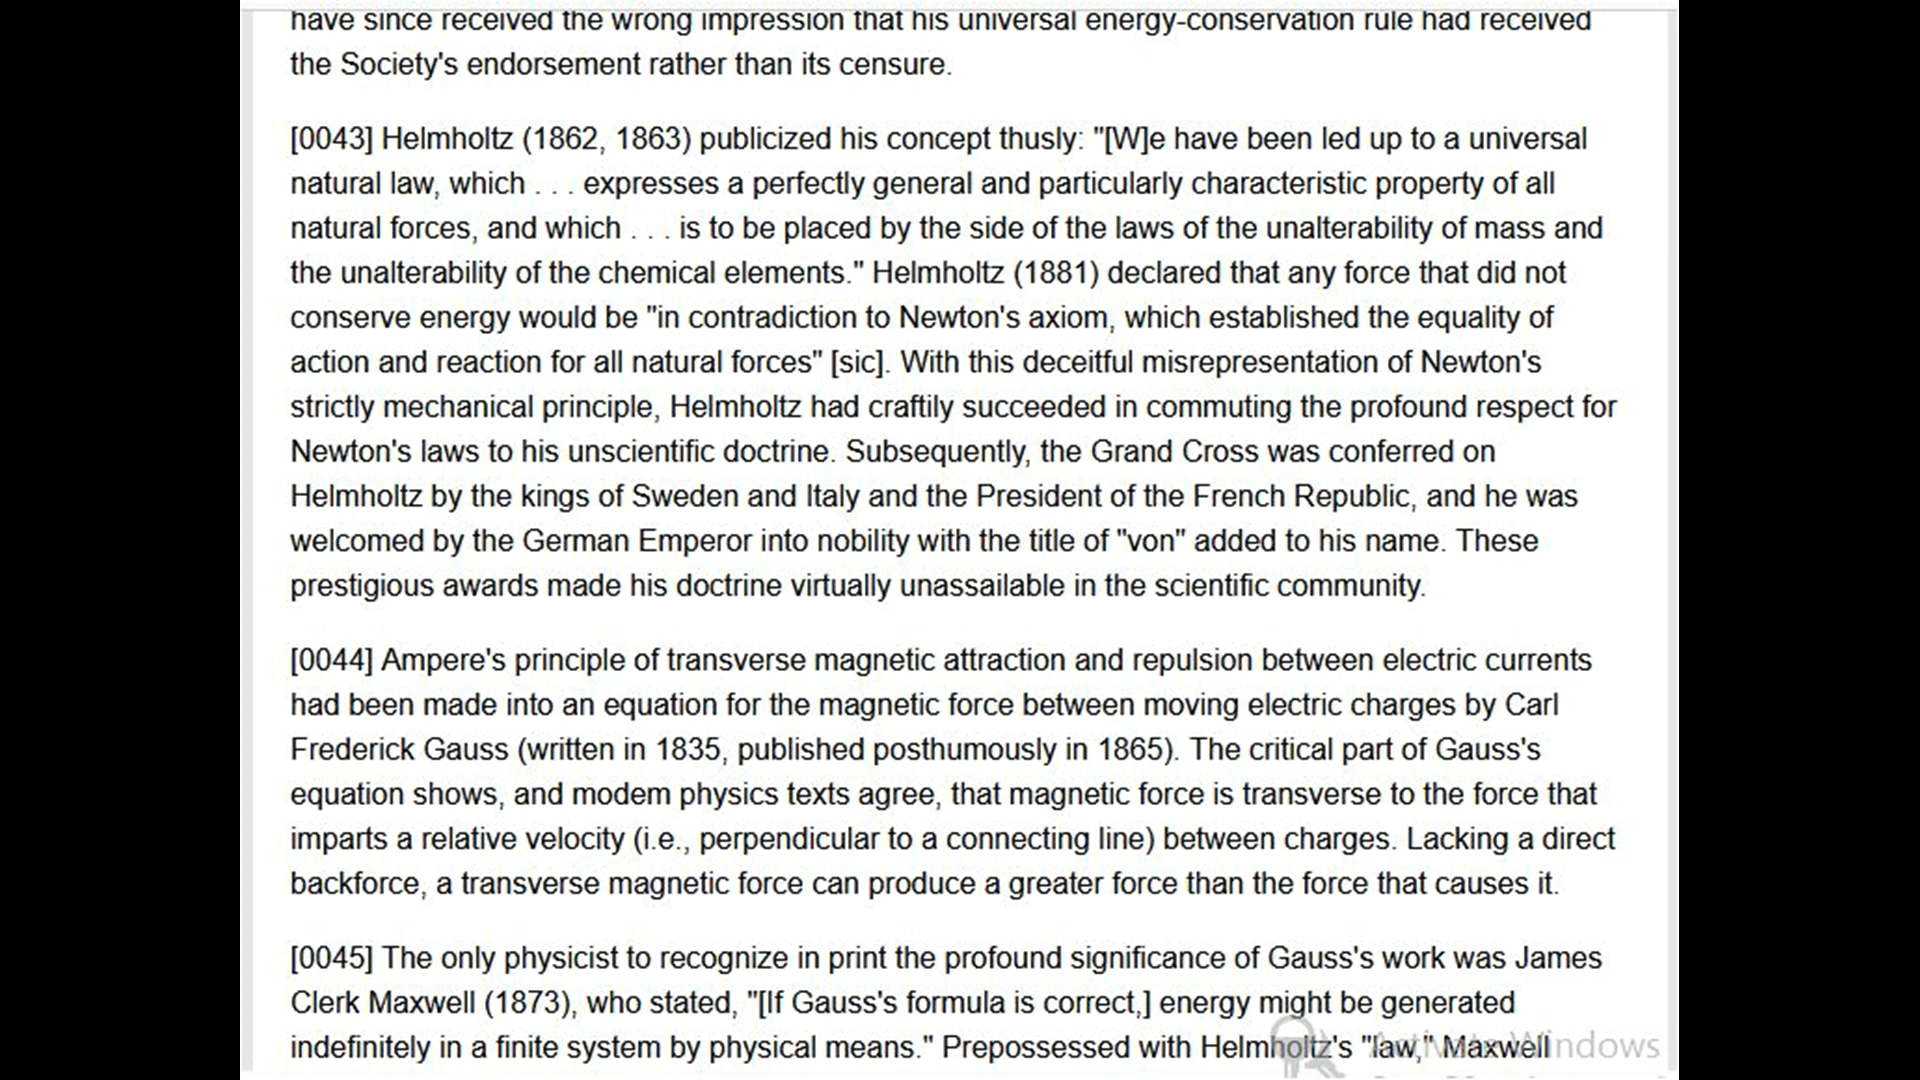 have since received the wrong impression that his universal energy-conservation rule had received
the Society's endorsement rather than its censure.
[0043] Helmholtz (1862, 1863) publicized his concept thusly: "[W]e have been led up to a universal
natural law, which . . . expresses a perfectly general and particularly characteristic property of all
natural forces, and which . . . is to be placed by the side of the laws of the unalterability of mass and
the unalterability of the chemical elements." Helmholtz (1881) declared that any force that did not
conserve energy would be "in contradiction to Newton's axiom, which established the equality of
action and reaction for all natural forces" [sic]. With this deceitful misrepresentation of Newton's
strictly mechanical principle, Helmholtz had craftily succeeded in commuting the profound respect for
Newton's laws to his unscientific doctrine. Subsequently, the Grand Cross was conferred on
Helmholtz by the kings of Sweden and Italy and the President of the French Republic, and he was
welcomed by the German Emperor into nobility with the title of "von" added to his name. These
prestigious awards made his doctrine virtually unassailable in the scientific community.
[0044] Ampere's principle of transverse magnetic attraction and repulsion between electric currents
had been made into an equation for the magnetic force between moving electric charges by Carl
Frederick Gauss (written in 1835, published posthumously in 1865). The critical part of Gauss's
equation shows, and modem physics texts agree, that magnetic force is transverse to the force that
imparts a relative velocity (i.e., perpendicular to a connecting line) between charges. Lacking a direct
backforce, a transverse magnetic force can produce a greater force than the force that causes it.
[0045] The only physicist to recognize in print the profound significance of Gauss's work was James
Clerk Maxwell (1873), who stated, "[If Gauss's formula is correct,] energy might be generated
indefinitely in a finite system by physical means." Prepossessed with Helmholtz's "law," Maxwell
Activate Windows